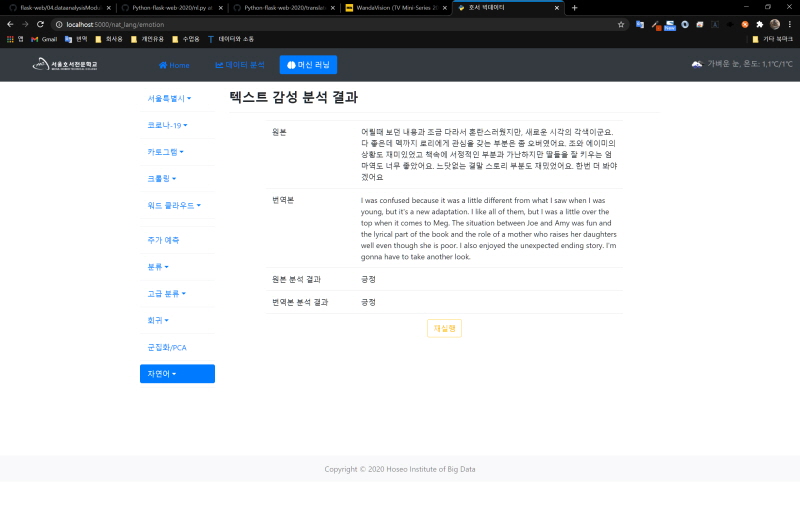 flask-web/04.dataanalysisModu
Python-flask-web-2020/nl.py at
Python-flask-web-2020/translat
WandaVision (TV Mini-Series 20
호서 빅데이터
localhost:5000/nat_lang/emotion
앱 Gmail 번역 회사용 개인유용 수업용 데이터와 소통 기타 북마크
서울호서전문학교
Home 데이터 분석 머신 러닝
가벼운 눈, 온도: 1.1°C/1°C
서울특별시
코로나-19
카토그램
크롤링
워드 클라우드
주가 예측
분류
고급 분류
회귀
군집화/PCA
자연어
텍스트 감성 분석 결과
원본
어릴때 보던 내용과 조금 다라서 혼란스러웠지만, 새로운 시각의 각색이군요.
다 좋은데 멕까지 로리에게 관심을 갖는 부분은 좀 오버였어요. 조와 에이미의
상황도 재미있었고 책속에 서정적인 부분과 가난하지만 딸들을 잘 키우는 엄
마역도 너무 좋았어요. 느닷없는 결말 스토리 부분도 재밌었어요. 한번 더 봐야
겠어요
번역본
I was confused because it was a little different from what I saw when I was
young, but it's a new adaptation. I like all of them, but I was a little over the
top when it comes to Meg. The situation between Joe and Amy was fun and
the lyrical part of the book and the role of a mother who raises her daughters
well even though she is poor. I also enjoyed the unexpected ending story. I'm
gonna have to take another look.
원본 분석 결과
긍정
번역본 분석 결과
긍정
재실행
Copyright © 2020 Hoseo Institute of Big Data